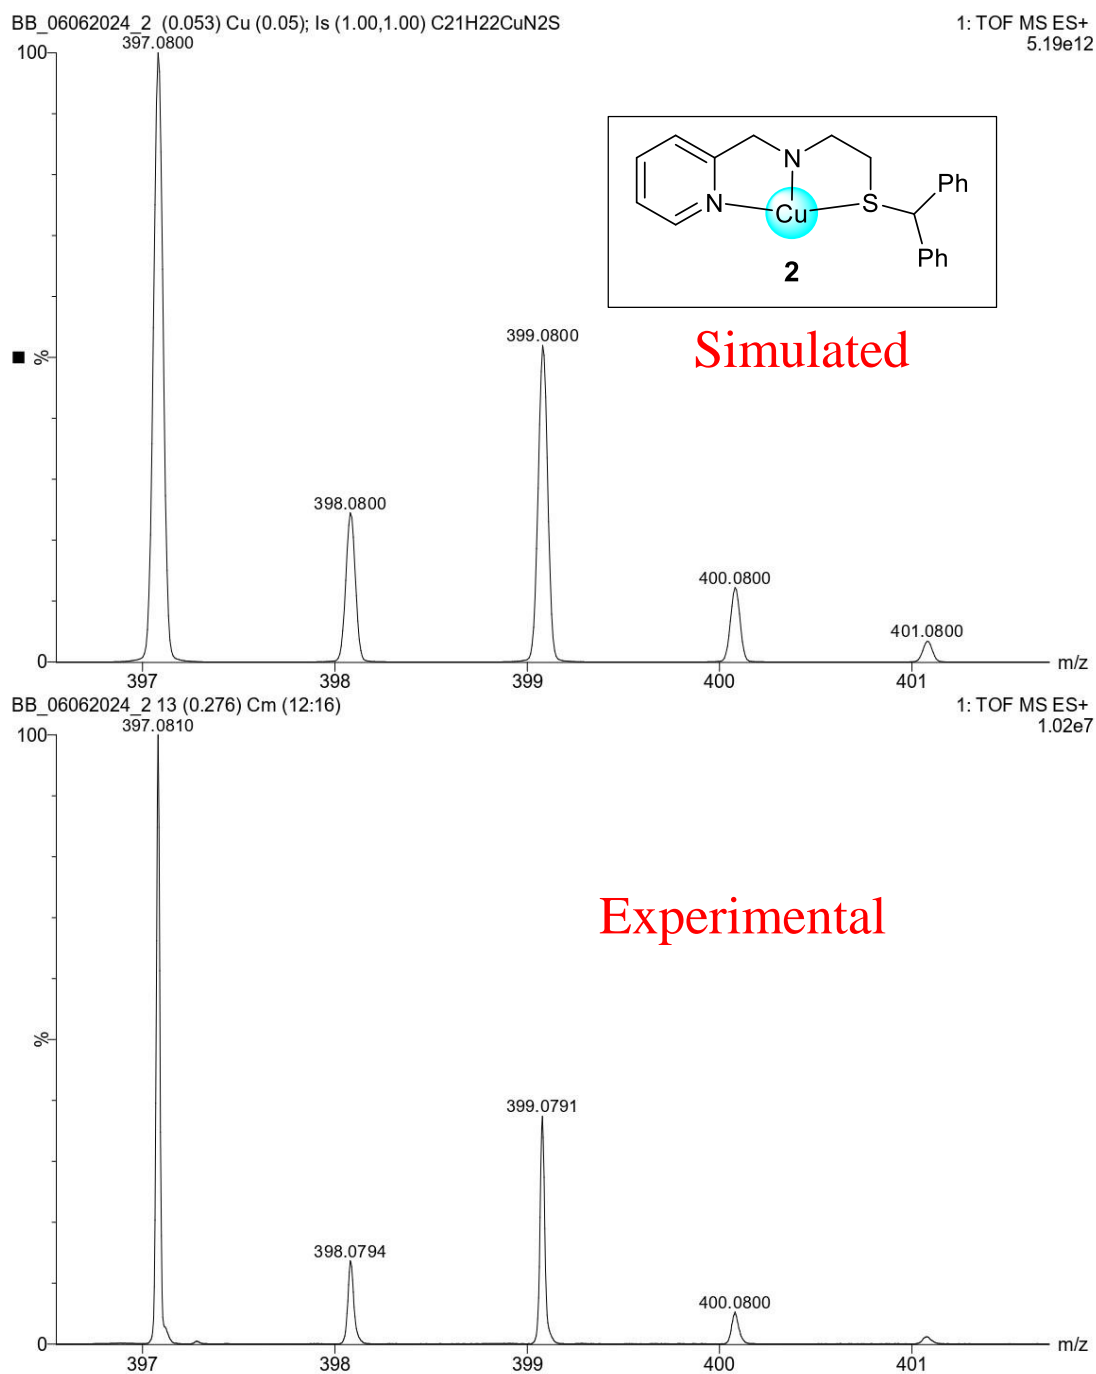 BB_06062024_2 (0.053) Cu (0.05); Is (1.00,1.00) C21H22CuN2S
1: TOF MS ES+
5.19e12
397.0800
100
N
N
Cu
S
Ph
Ph
2
399.0800
Simulated
%
398.0800
400.0800
401.0800
0
397
398
399
400
401
m/z
BB_06062024_2 13 (0.276) Cm (12:16)
1: TOF MS ES+
1.02e7
397.0810
100
Experimental
%
399.0791
398.0794
400.0800
0
397
398
399
400
401
m/z